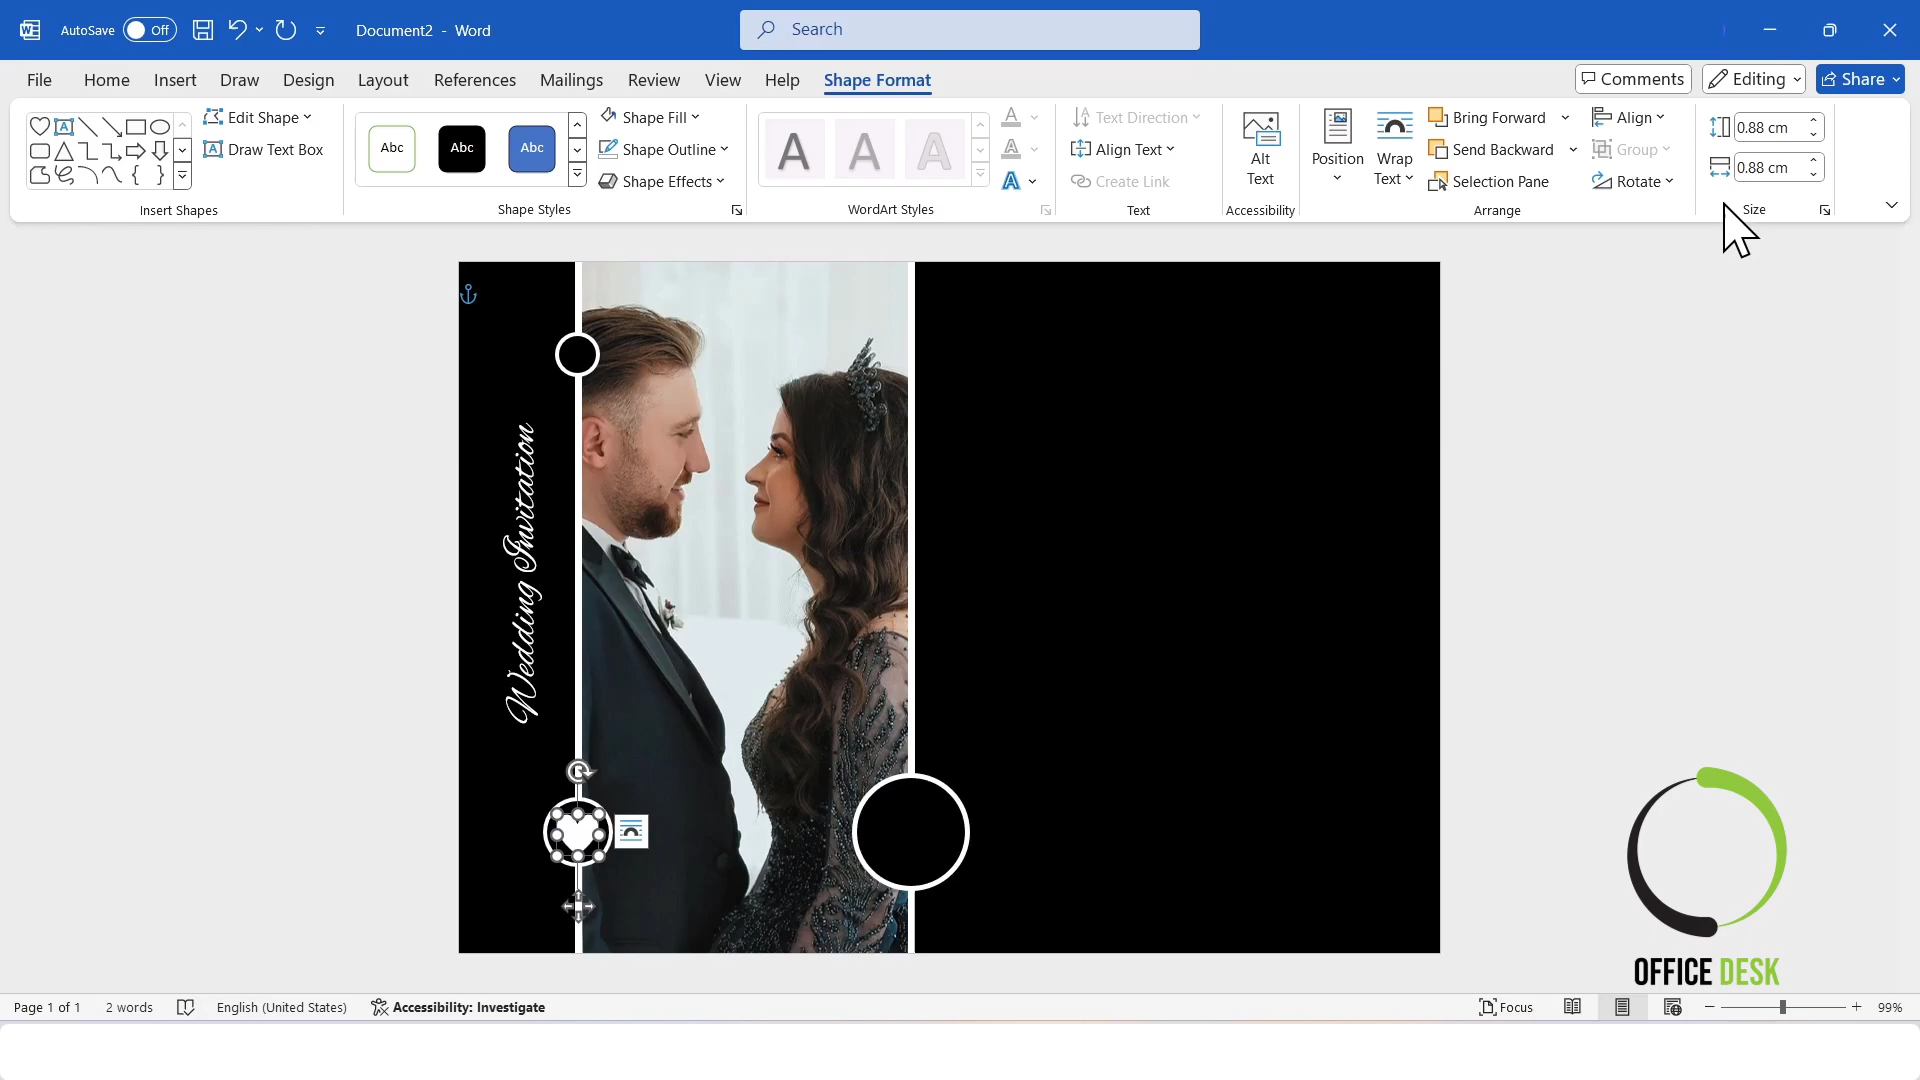 AutoSave Off Document2 - Word Search
File Home Insert Draw Design Layout References Mailings Review View Help Shape Format Comments Editing Share
Edit Shape
Draw Text Box
Insert Shapes
Abc Abc Abc
Shape Fill
Shape Outline
Shape Effects
Shape Styles
A A A
WordArt Styles
A
A
A
Text Direction
Align Text
Create Link
Text
Alt
Text
Accessibility
Position
Wrap
Text
Bring Forward
Send Backward
Selection Pane
Align
Group
Rotate
Arrange
0.88 cm
0.88 cm
Size
Wedding Invitation
OFFICE DESK
Page 1 of 1 2 words English (United States) Accessibility: Investigate Focus 99%